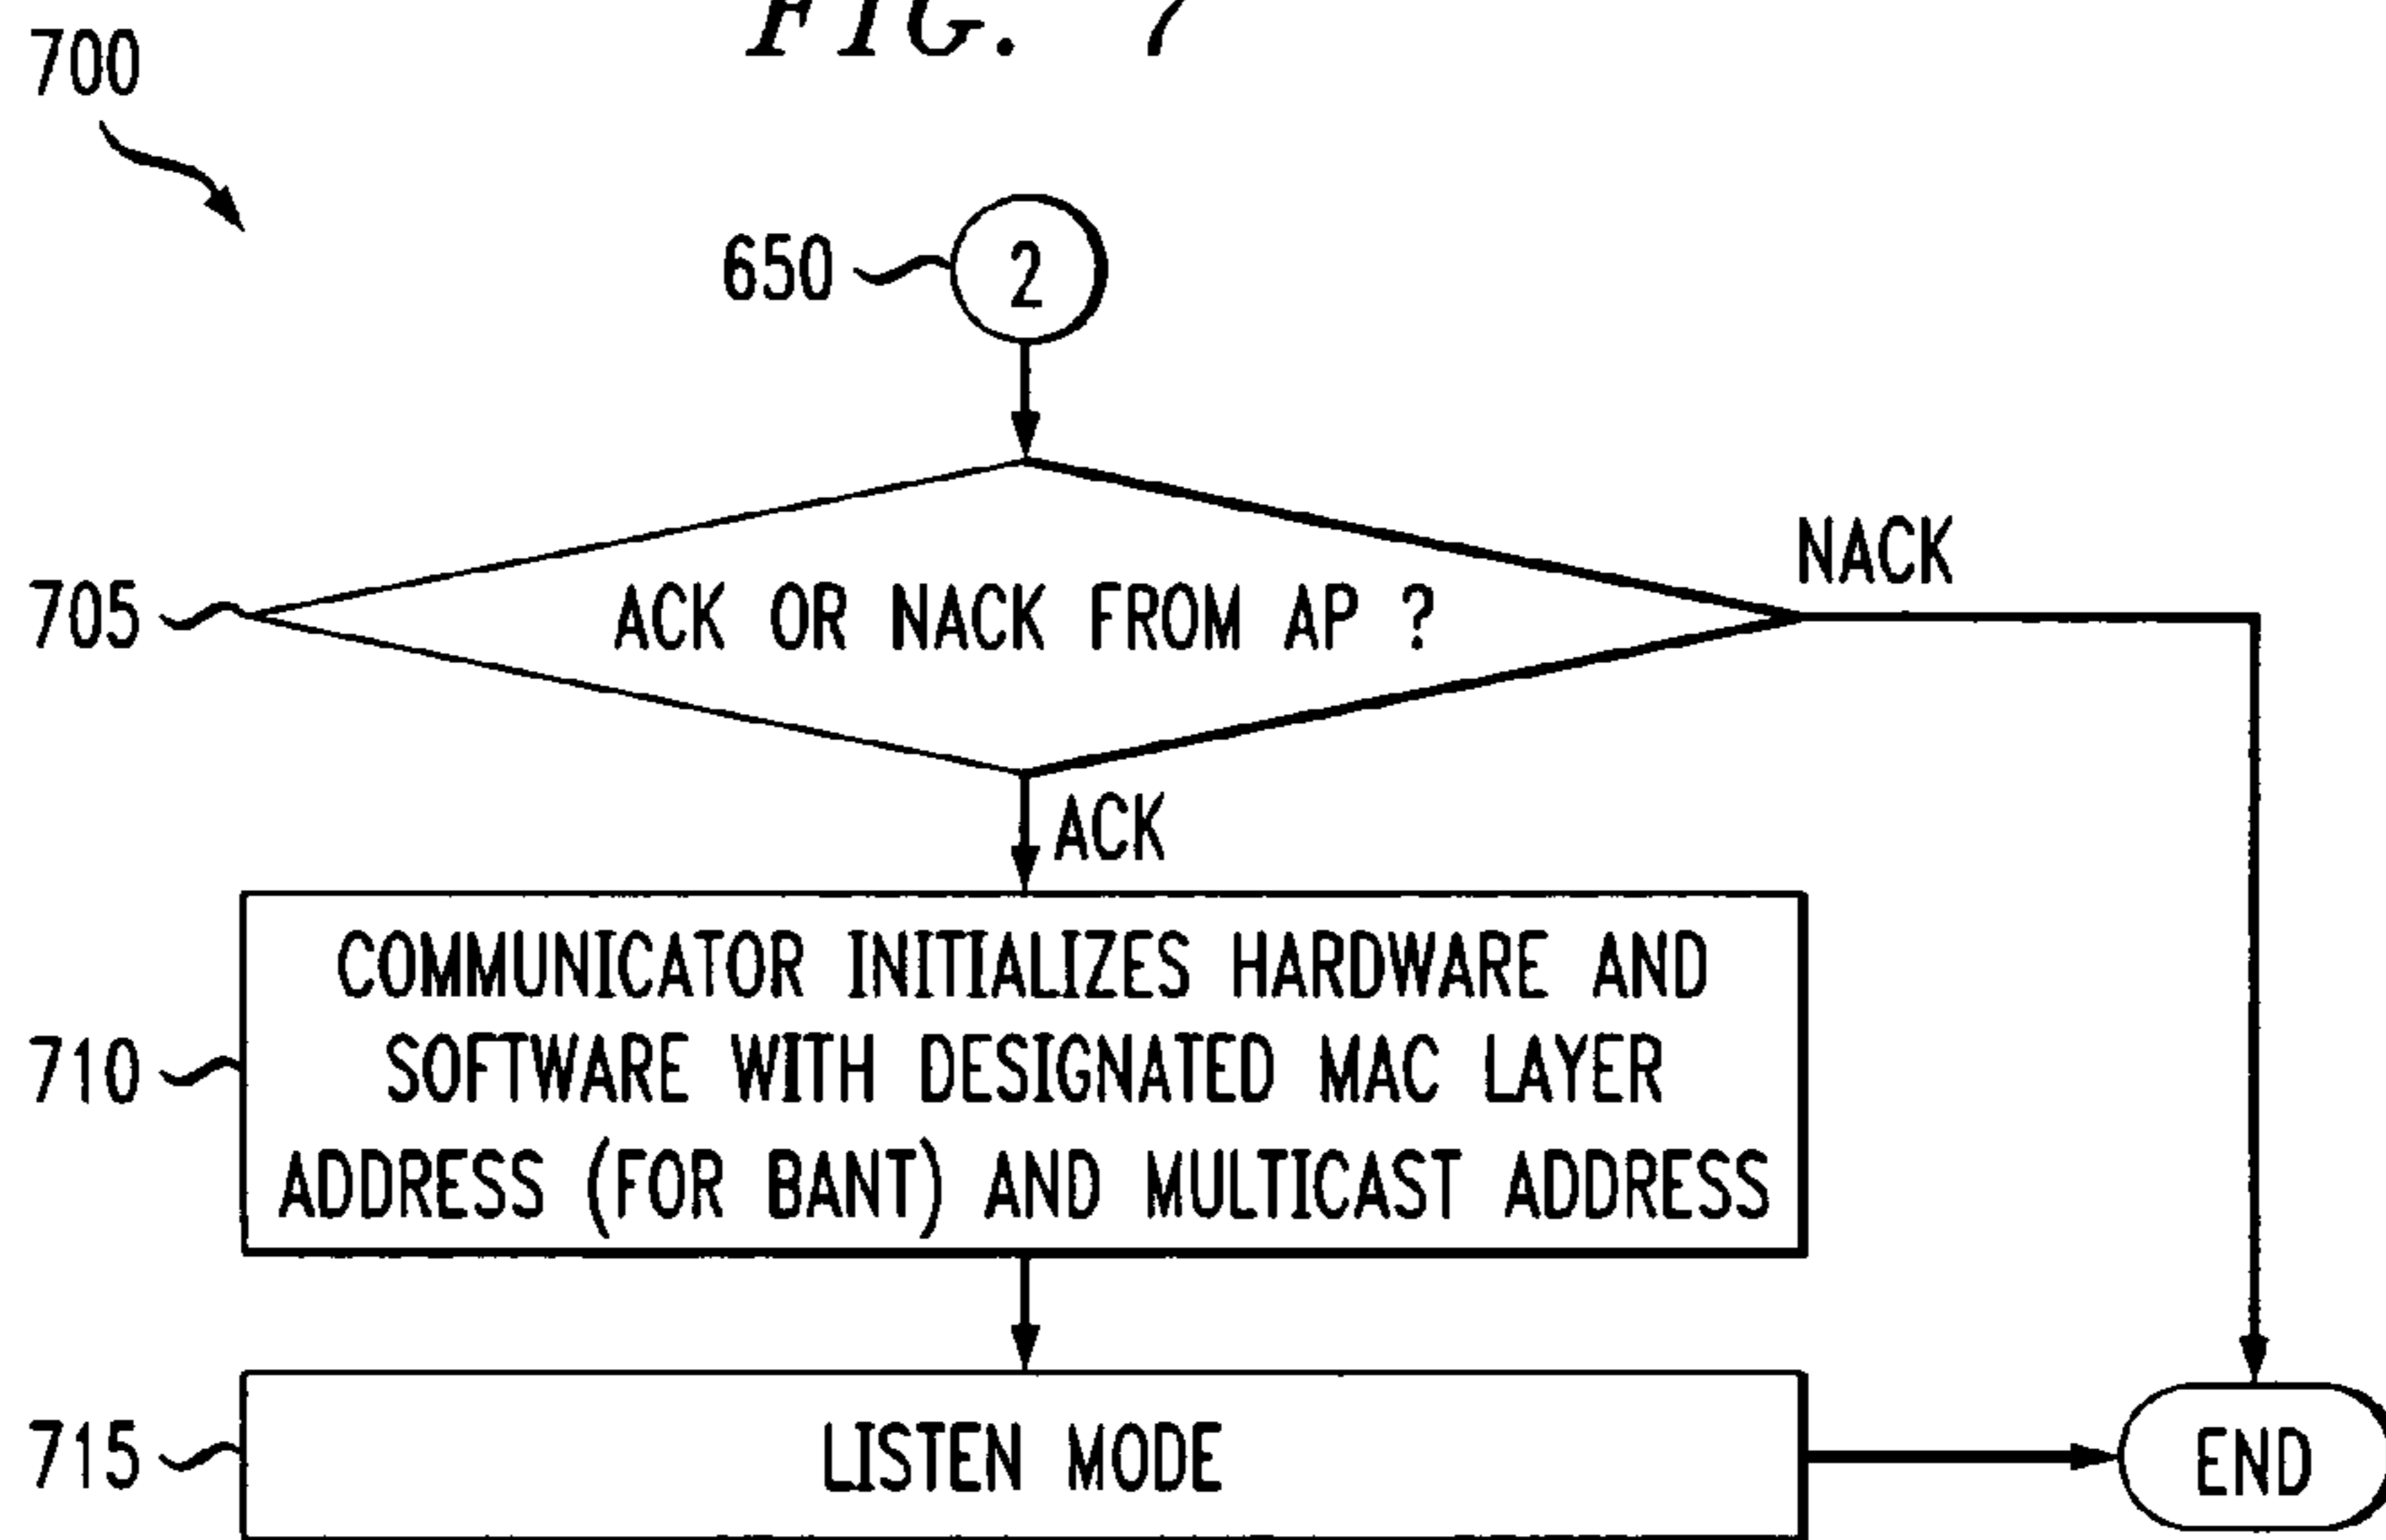 FIG. 7
700
650
2
705
ACK OR NACK FROM AP ?
NACK
ACK
710
COMMUNICATOR INITIALIZES HARDWARE AND
SOFTWARE WITH DESIGNATED MAC LAYER
ADDRESS (FOR BANT) AND MULTICAST ADDRESS
715
LISTEN MODE
END